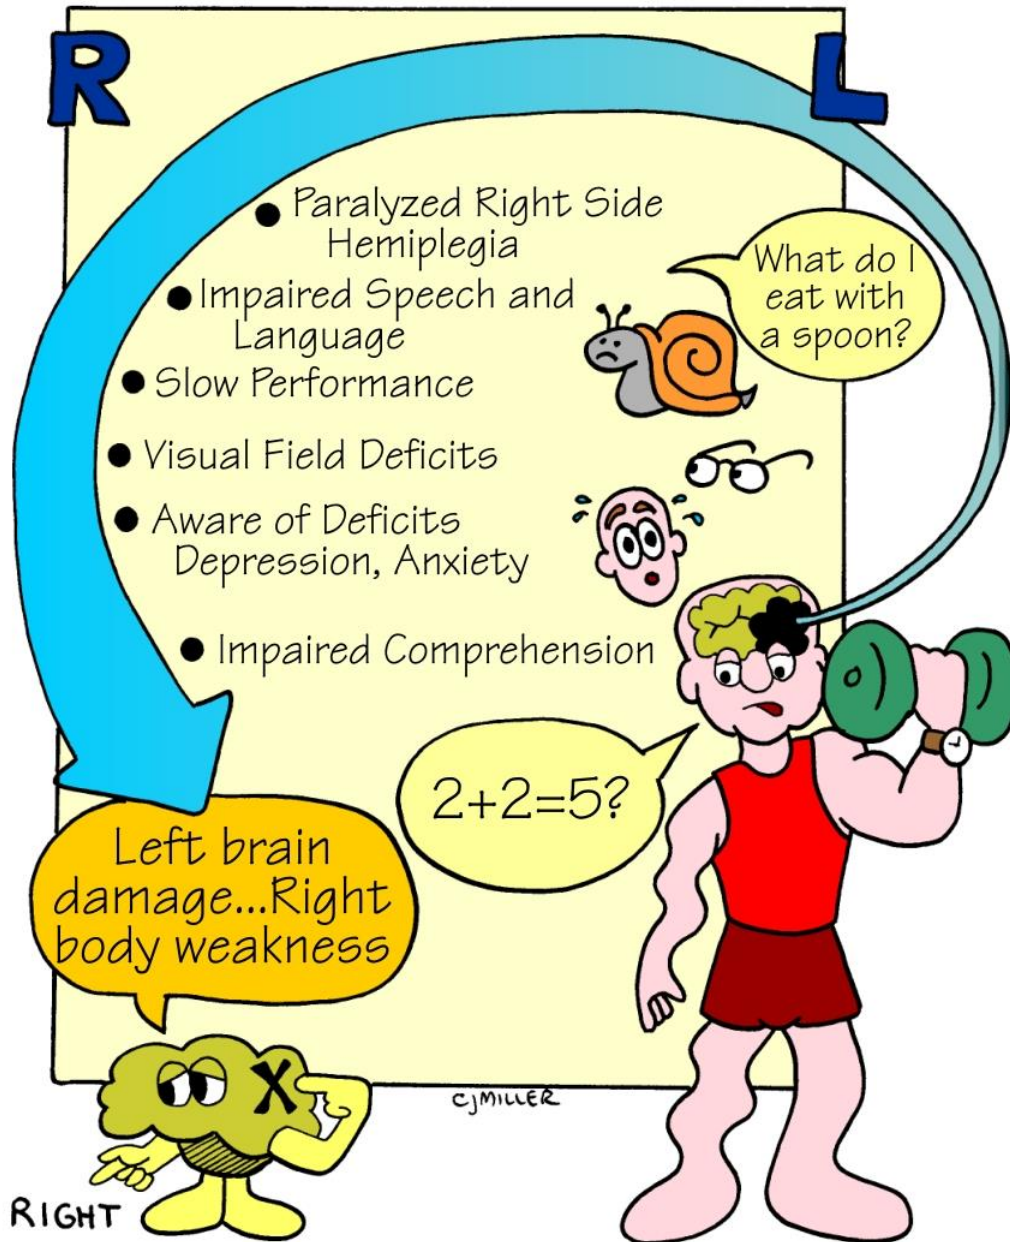 R
L
● Paralyzed Right Side
Hemiplegia
● Impaired Speech and
Language
● Slow Performance
● Visual Field Deficits
● Aware of Deficits
Depression, Anxiety
● Impaired Comprehension
What do I
eat with
a spoon?
2+2=5?
Left brain
damage...Right
body weakness
X
CJMILLER
RIGHT